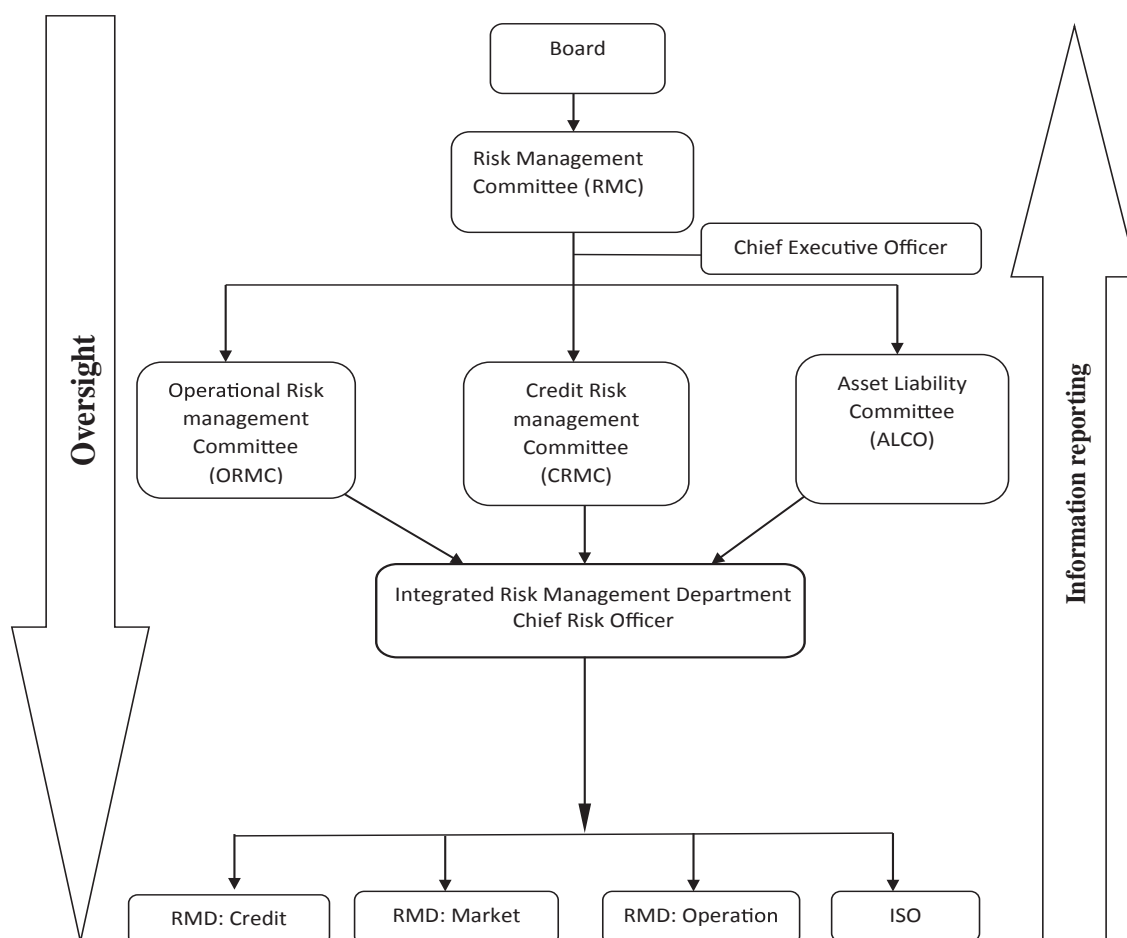 Board
Risk Management
Committee (RMC)
Chief Executive Officer
Oversight
Operational Risk
management
Committee
(ORMC)
Credit Risk
management
Committee
(CRMC)
Asset Liability
Committee
(ALCO)
Information reporting
Integrated Risk Management Department
Chief Risk Officer
RMD: Credit
RMD: Market
RMD: Operation
ISO